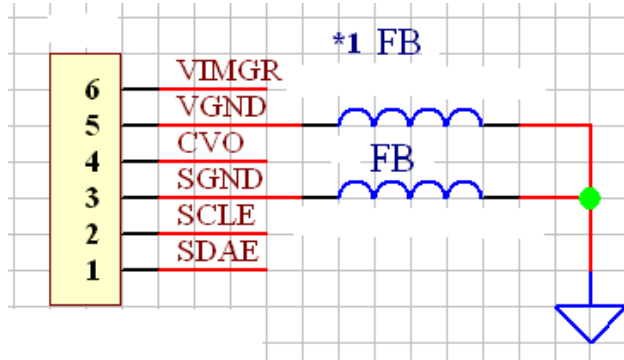 *1 FB
6 VIMGR
5 VGND
4 CVO
FB
3 SGND
2 SCLE
1 SDAE